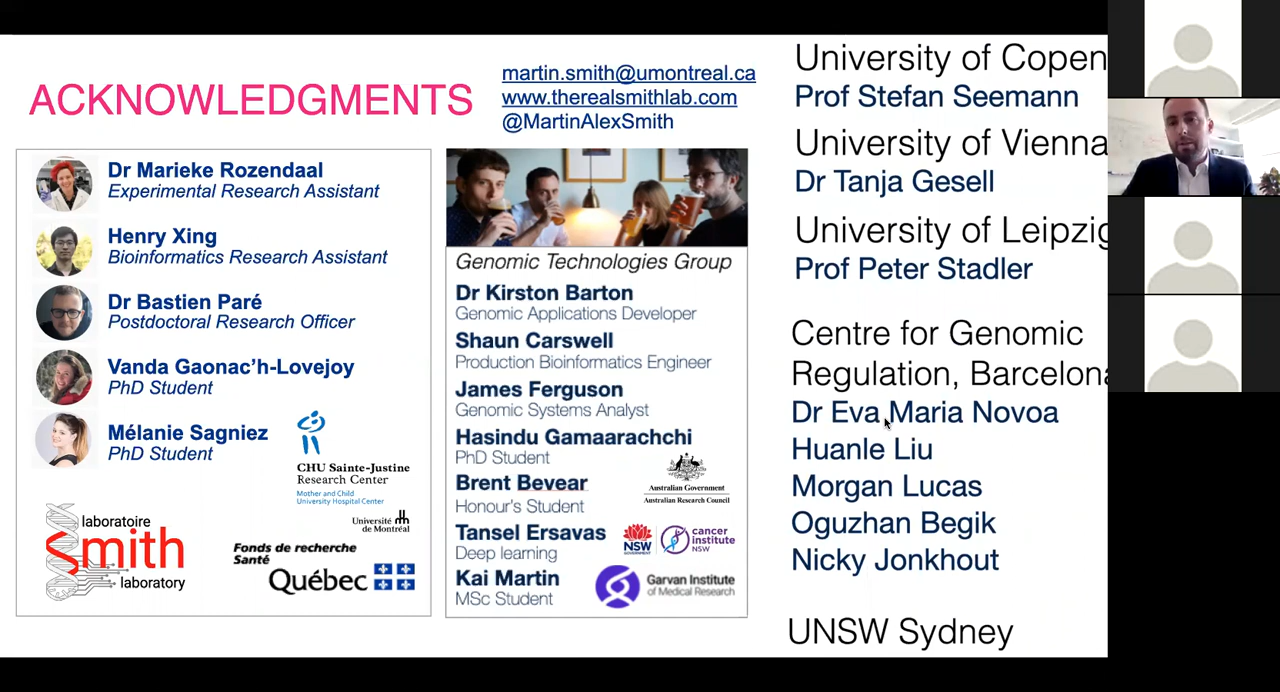 ACKNOWLEDGMENTS
martin.smith@umontreal.ca
www.therealsmithlab.com
@MartinAlexSmith
Dr Marieke Rozendaal
Experimental Research Assistant
Henry Xing
Bioinformatics Research Assistant
Dr Bastien Paré
Postdoctoral Research Officer
Vanda Gaonac’h-Lovejoy
PhD Student
Mélanie Sagniez
PhD Student
CHU Sainte-Justine
Research Center
Mother and Child
University Hospital Center
Université
de Montréal
laboratoire
smith
laboratory
Fonds de recherche
Santé
Québec
Genomic Technologies Group
Dr Kirston Barton
Genomic Applications Developer
Shaun Carswell
Production Bioinformatics Engineer
James Ferguson
Genomic Systems Analyst
Hasindu Gamaarachchi
PhD Student
Brent Bevear
Honour’s Student
Tansel Ersavas
Deep learning
Kai Martin
MSc Student
Australian Government
Australian Research Council
NSW
GOVERNMENT
cancer
institute
NSW
Garvan Institute
of Medical Research
University of Copen
Prof Stefan Seemann
University of Vienna
Dr Tanja Gesell
University of Leipzig
Prof Peter Stadler
Centre for Genomic
Regulation, Barcelona
Dr Eva Maria Novoa
Huanle Liu
Morgan Lucas
Oguzhan Begik
Nicky Jonkhout
UNSW Sydney